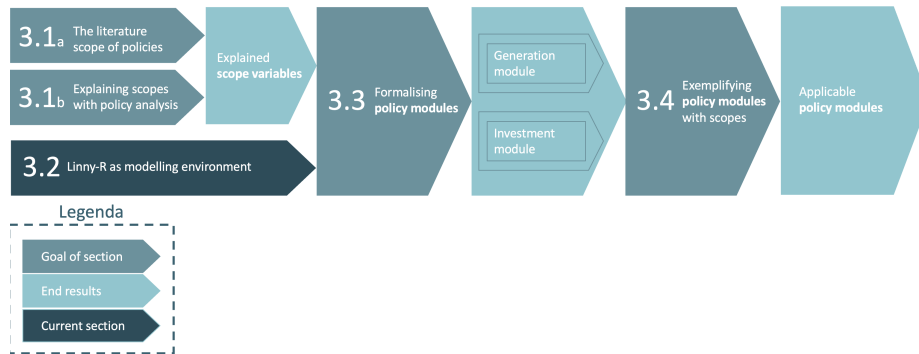 3.1a The literature
scope of policies
3.1b Explaining scopes
with policy analysis
Explained
scope variables
3.2 Linny-R as modelling environment
3.3 Formalising
policy modules
Generation
module
Investment
module
3.4 Exemplifying
policy modules
with scopes
Applicable
policy modules
Legenda
Goal of section
End results
Current section